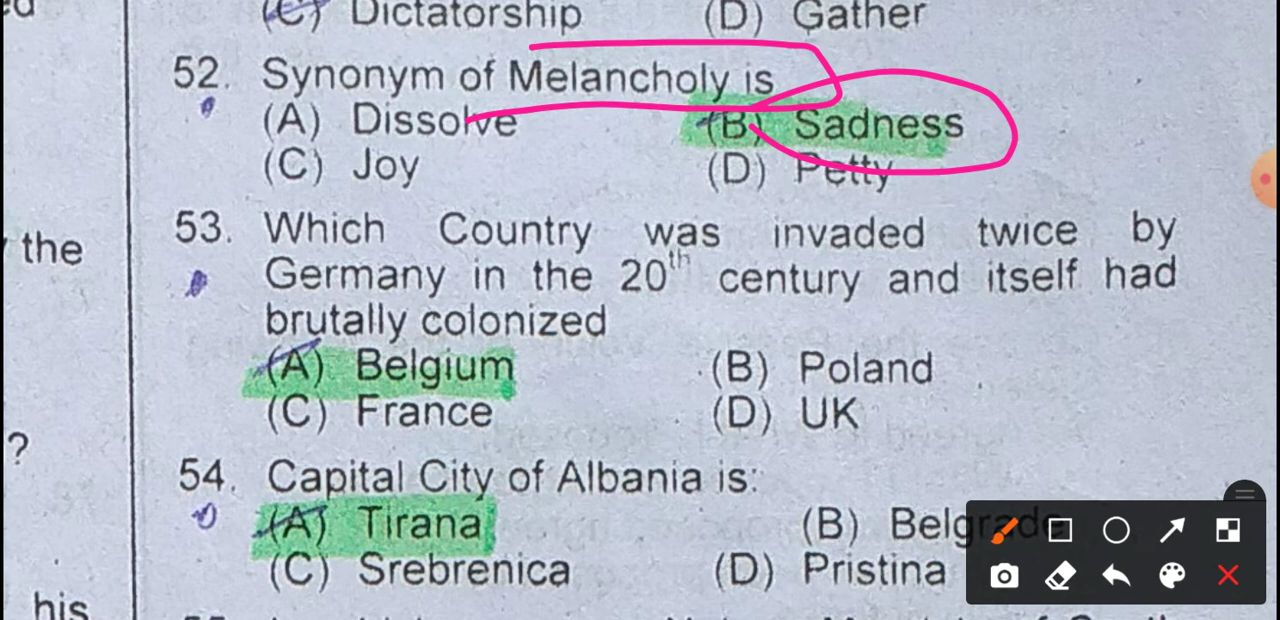 (C) Dictatorship (D) Gather
52. Synonym of Melancholy is
(A) Dissolve (B) Sadness
(C) Joy (D) Petty
the
53. Which Country was invaded twice by
Germany in the 20th century and itself had
brutally colonized
(A) Belgium (B) Poland
(C) France (D) UK
?
54. Capital City of Albania is:
(A) Tirana (B) Belgrade
(C) Srebrenica (D) Pristina
his